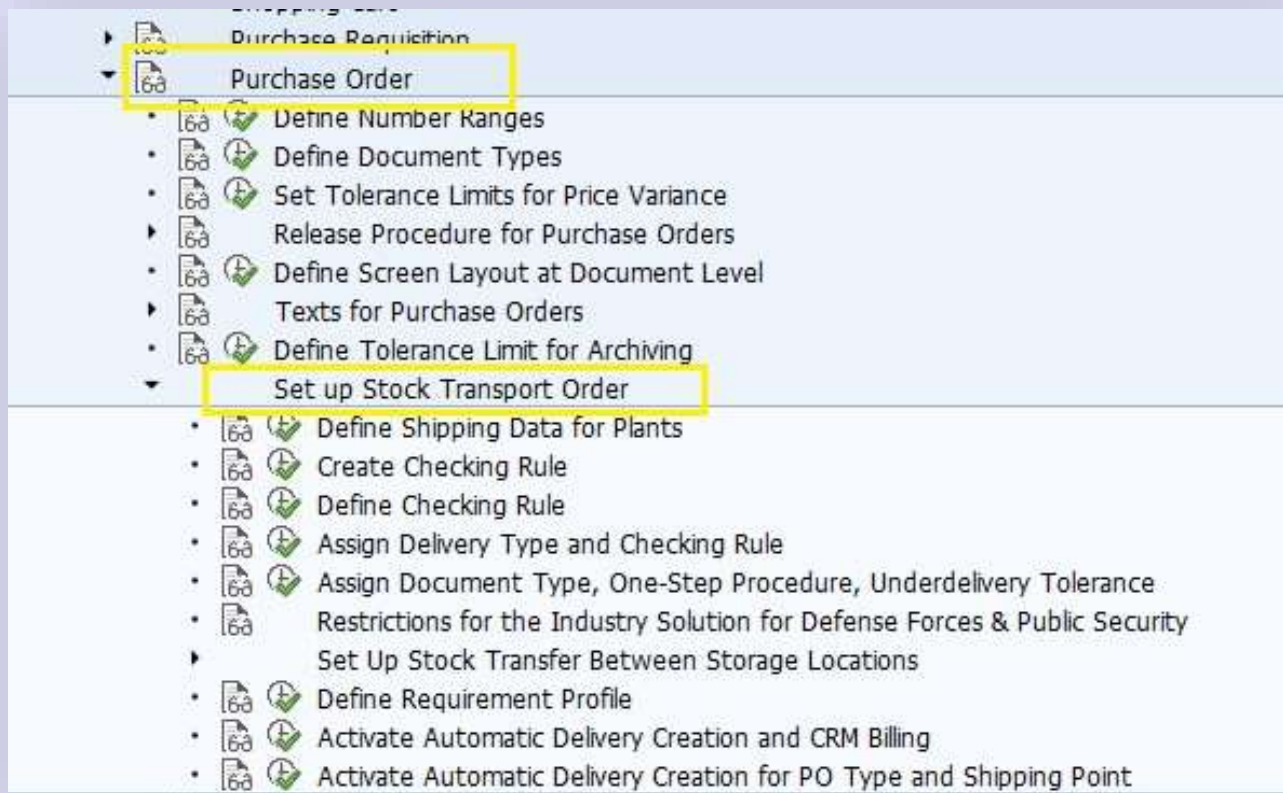 Purchase Requisition
Purchase Order
Define Number Ranges
Define Document Types
Set Tolerance Limits for Price Variance
Release Procedure for Purchase Orders
Define Screen Layout at Document Level
Texts for Purchase Orders
Define Tolerance Limit for Archiving
Set up Stock Transport Order
Define Shipping Data for Plants
Create Checking Rule
Define Checking Rule
Assign Delivery Type and Checking Rule
Assign Document Type, One-Step Procedure, Underdelivery Tolerance
Restrictions for the Industry Solution for Defense Forces & Public Security
Set Up Stock Transfer Between Storage Locations
Define Requirement Profile
Activate Automatic Delivery Creation and CRM Billing
Activate Automatic Delivery Creation for PO Type and Shipping Point